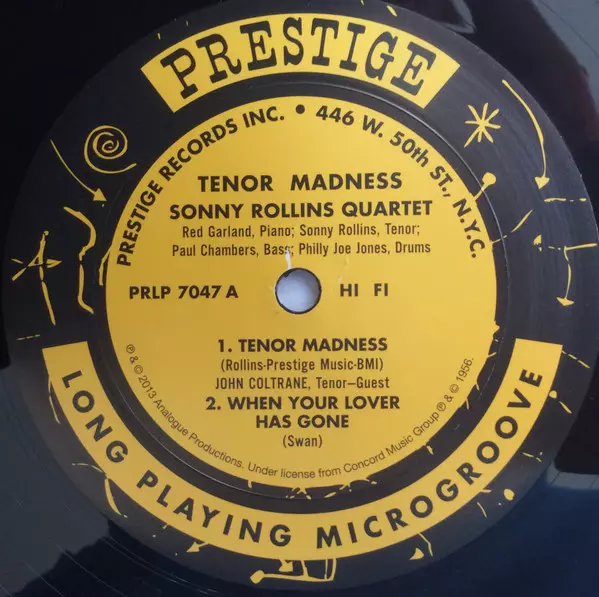 PRESTIGE
PRESTIGE RECORDS INC. • 446 W. 50th ST., N.Y.C.
TENOR MADNESS
SONNY ROLLINS QUARTET
Red Garland, Piano; Sonny Rollins, Tenor;
Paul Chambers, Bass; Philly Joe Jones, Drums
PRLP 7047 A HI FI
1. TENOR MADNESS
(Rollins-Prestige Music-BMI)
JOHN COLTRANE, Tenor–Guest
2. WHEN YOUR LOVER
HAS GONE
(Swan)
℗ & © 2013 Analogue Productions. Under license from Concord Music Group ℗ & © 1956.
LONG PLAYING MICROGROOVE